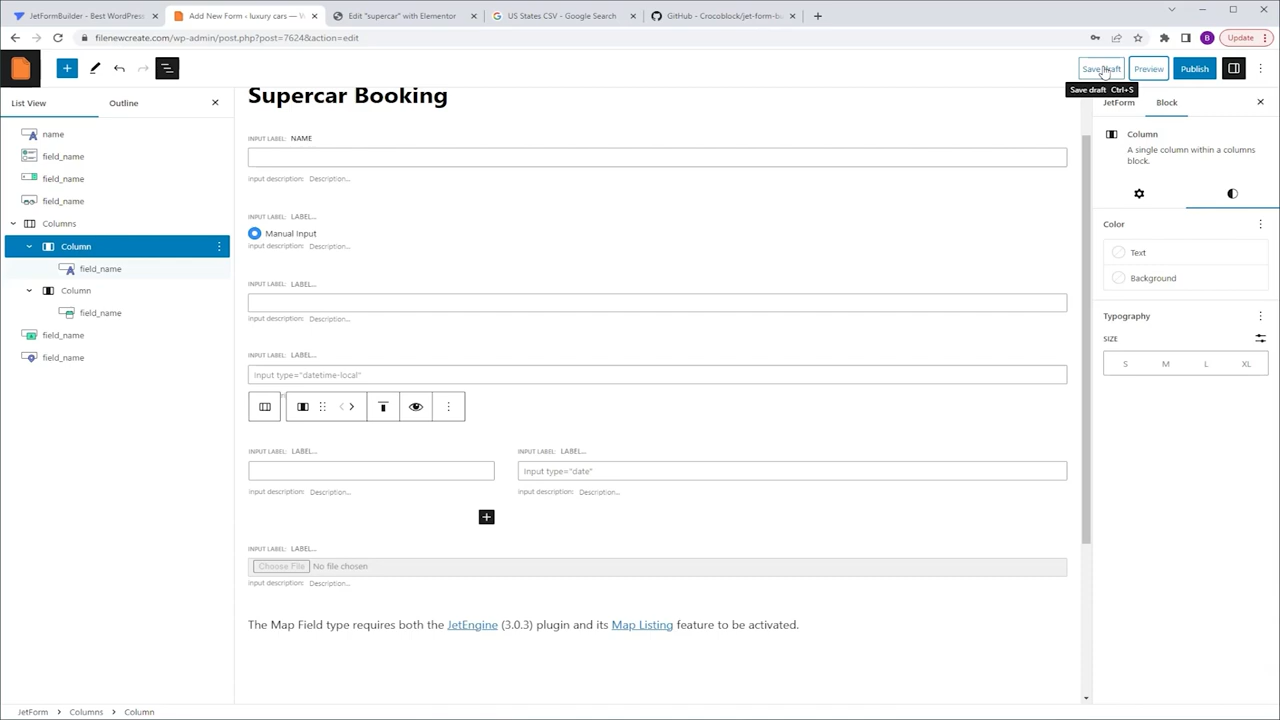 JetFormBuilder - Best WordPress
Add New Form ‹ luxury cars — W
Edit "supercar" with Elementor
US States CSV - Google Search
GitHub - Crocoblock/jet-form-bu
filenewcreate.com/wp-admin/post.php?post=7624&action=edit
B
Update
Save draft
Preview
Publish
Save draft Ctrl+S
List View
Outline
name
field_name
field_name
field_name
Columns
Column
field_name
Column
field_name
field_name
field_name
Supercar Booking
INPUT LABEL: NAME
input description: Description...
INPUT LABEL: LABEL...
Manual Input
input description: Description...
INPUT LABEL: LABEL...
input description: Description...
INPUT LABEL: LABEL...
Input type="datetime-local"
INPUT LABEL: LABEL...
input description: Description...
INPUT LABEL: LABEL...
Input type="date"
input description: Description...
INPUT LABEL: LABEL...
Choose File No file chosen
input description: Description...
The Map Field type requires both the JetEngine (3.0.3) plugin and its Map Listing feature to be activated.
JetForm
Block
Column
A single column within a columns
block.
Color
Text
Background
Typography
SIZE
S M L XL
JetForm > Columns > Column